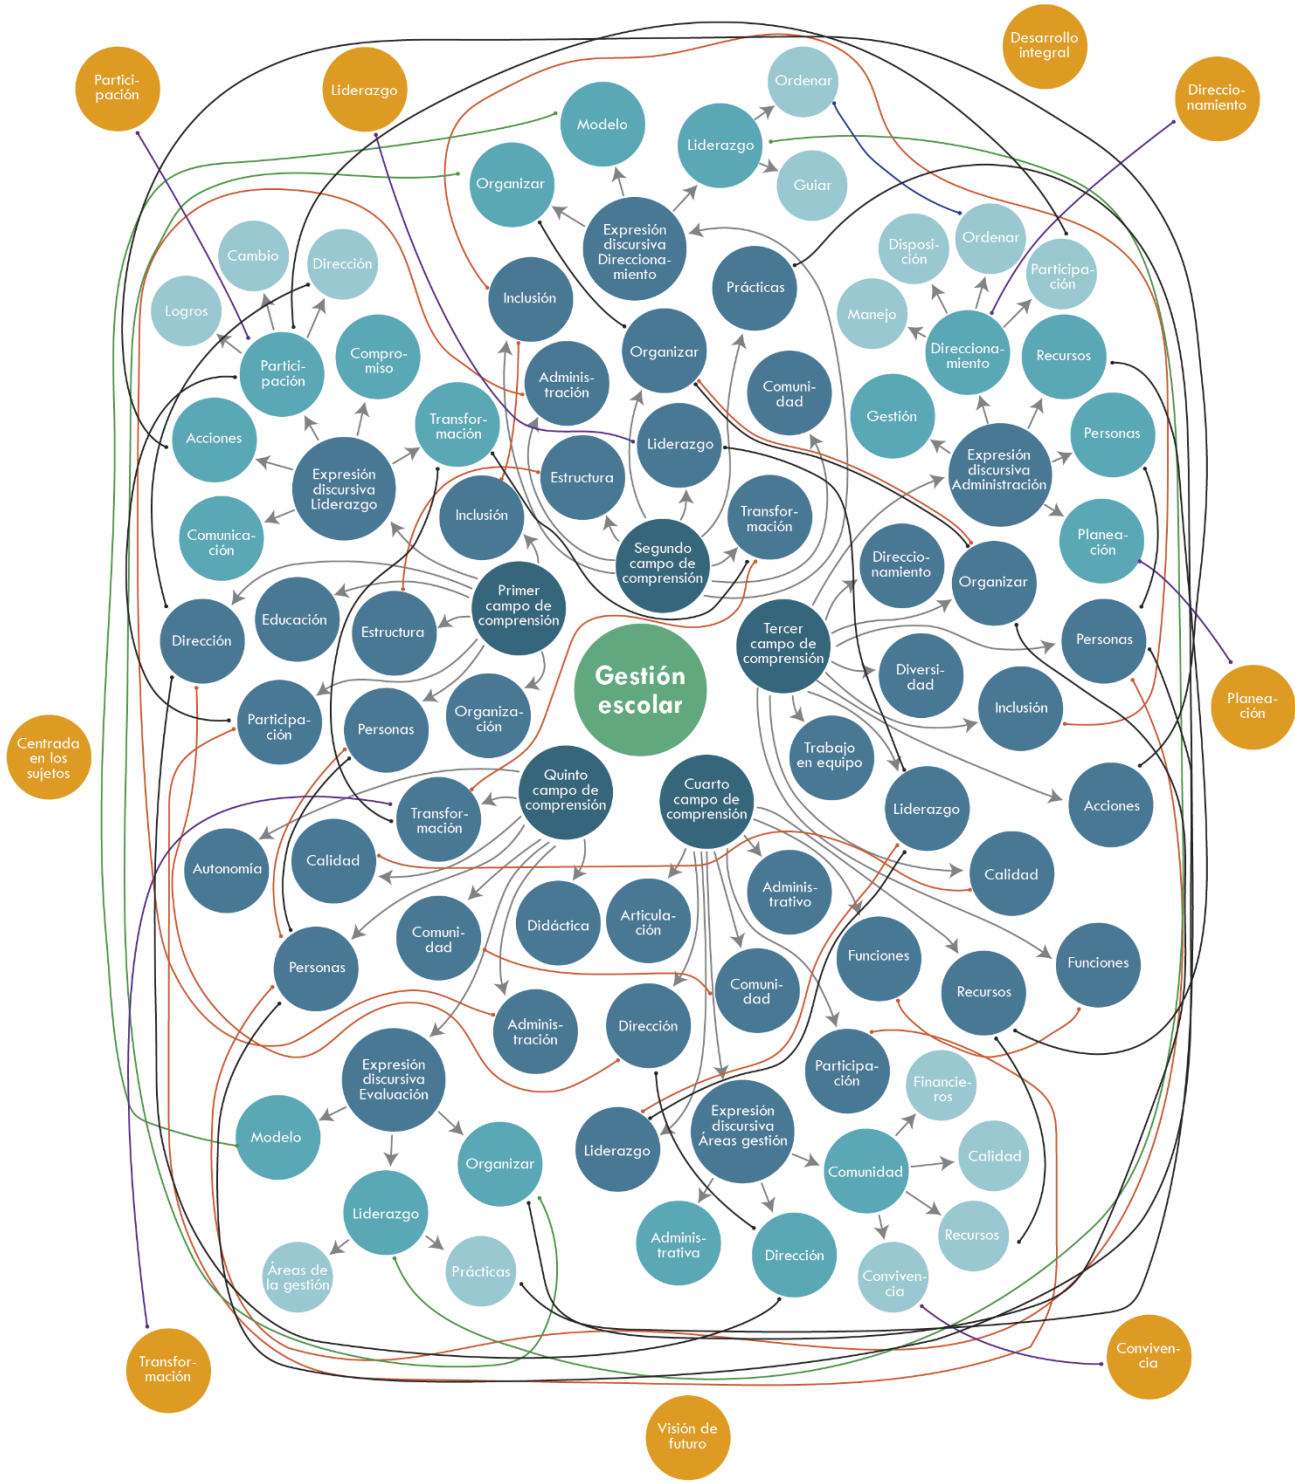 Desarrollo
integral
Partici-
pación
Liderazgo
Direccio-
namiento
Ordenar
Modelo
Liderazgo
Organizar
Guiar
Expresión
discursiva
Direcciona-
miento
Ordenar
Disposi-
ción
Participa-
ción
Cambio
Dirección
Logros
Inclusión
Prácticas
Manejo
Partici-
pación
Compro-
miso
Organizar
Direcciona-
miento
Recursos
Adminis-
tración
Comuni-
dad
Gestión
Acciones
Transfor-
mación
Liderazgo
Personas
Expresión
discursiva
Liderazgo
Estructura
Expresión
discursiva
Administración
Inclusión
Transfor-
mación
Comunica-
ción
Planea-
ción
Segundo
campo de
comprensión
Direccio-
namiento
Organizar
Primer
campo de
comprensión
Educación
Estructura
Dirección
Tercer
campo de
comprensión
Personas
Gestión
escolar
Diversi-
dad
Inclusión
Planea-
ción
Participa-
ción
Personas
Organiza-
ción
Centrada
en los
sujetos
Trabajo
en equipo
Quinto
campo de
comprensión
Cuarto
campo de
comprensión
Transfor-
mación
Liderazgo
Acciones
Autonomía
Calidad
Calidad
Adminis-
trativo
Comuni-
dad
Didáctica
Articula-
ción
Personas
Funciones
Funciones
Comuni-
dad
Recursos
Adminis-
tración
Dirección
Expresión
discursiva
Evaluación
Participa-
ción
Financie-
ros
Modelo
Expresión
discursiva
Áreas gestión
Liderazgo
Organizar
Comunidad
Calidad
Liderazgo
Adminis-
trativa
Dirección
Recursos
Áreas de
la gestión
Prácticas
Conviven-
cia
Transfor-
mación
Conviven-
cia
Visión de
futuro